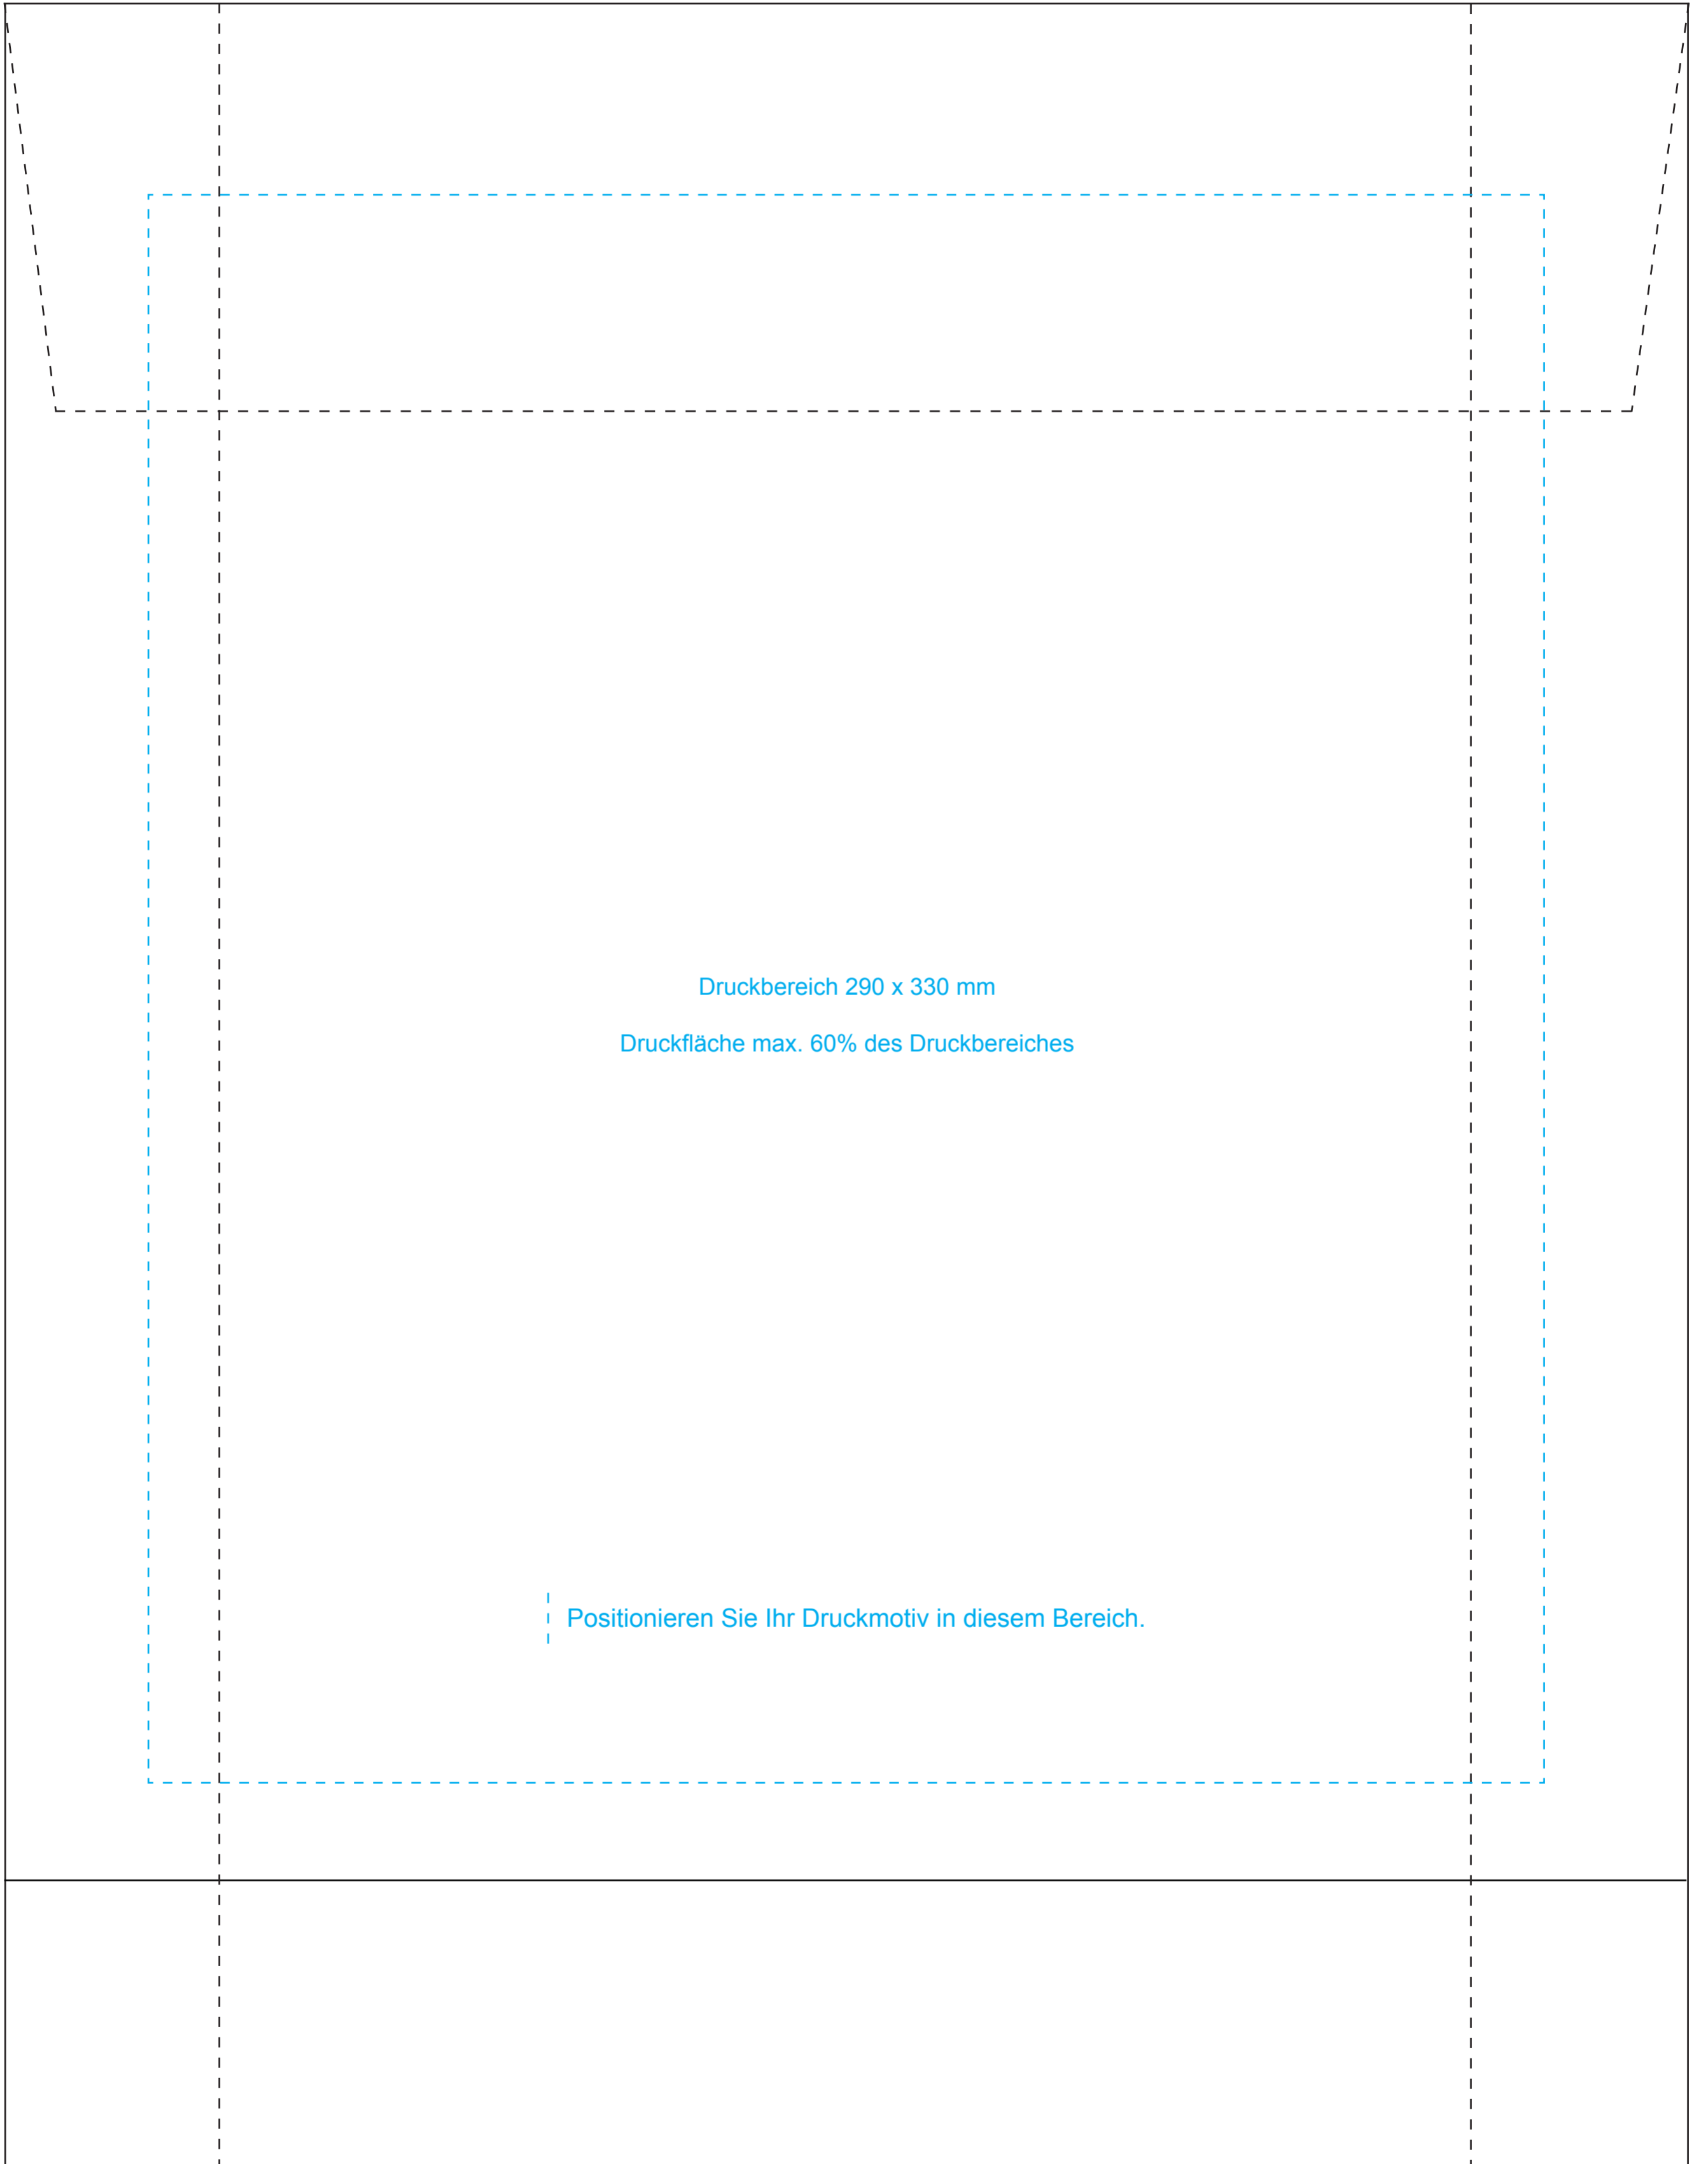 Druckbereich 290 x 330 mm
Druckfläche max. 60% des Druckbereiches
Positionieren Sie Ihr Druckmotiv in diesem Bereich.